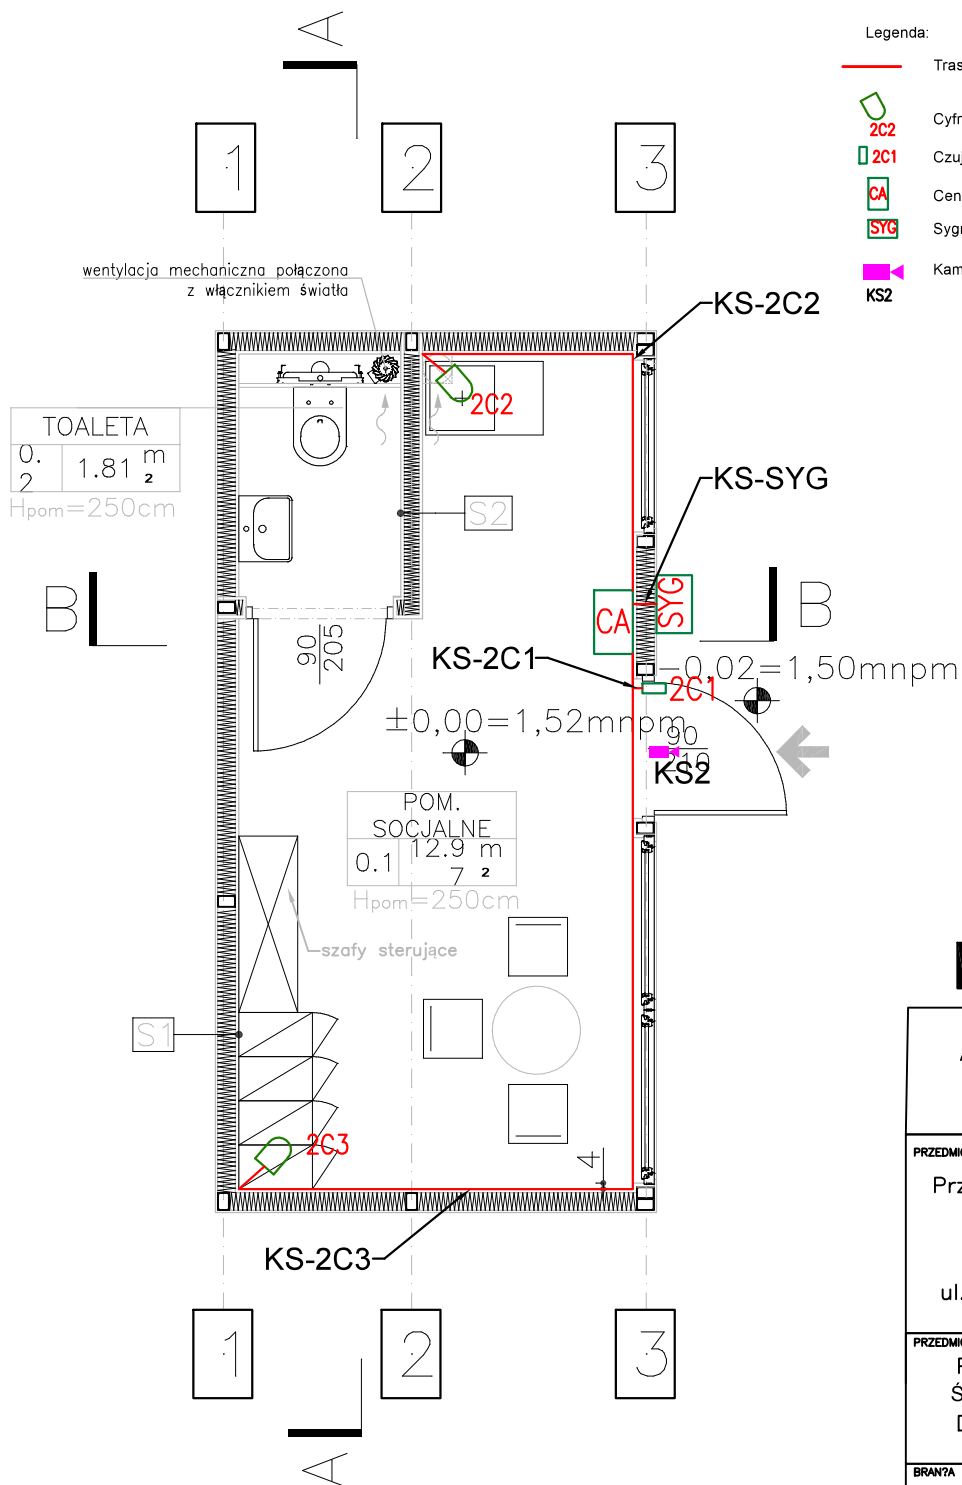 A
Legenda:
Tras
2C2
Cyfr
2C1
Czuj
CA
Cen
SYG
Sygn
Kam
KS2
1
2
3
wentylacja mechaniczna połączona
z włącznikiem światła
KS-2C2
2C2
TOALETA
0.
2
1.81 m
2
Hpom=250cm
KS-SYG
S2
B
B
CA
SYG
90
205
KS-2C1
2C1
-0,02=1,50mnpm
±0,00=1,52mnpm
90
210
KS2
POM.
SOCJALNE
0.1
12.9 m
7 2
Hpom=250cm
szafy sterujące
S1
2C3
4
KS-2C3
1
2
3
A
PRZEDMI
Prz
ul.
PRZEDMI
Ś
BRAN?A